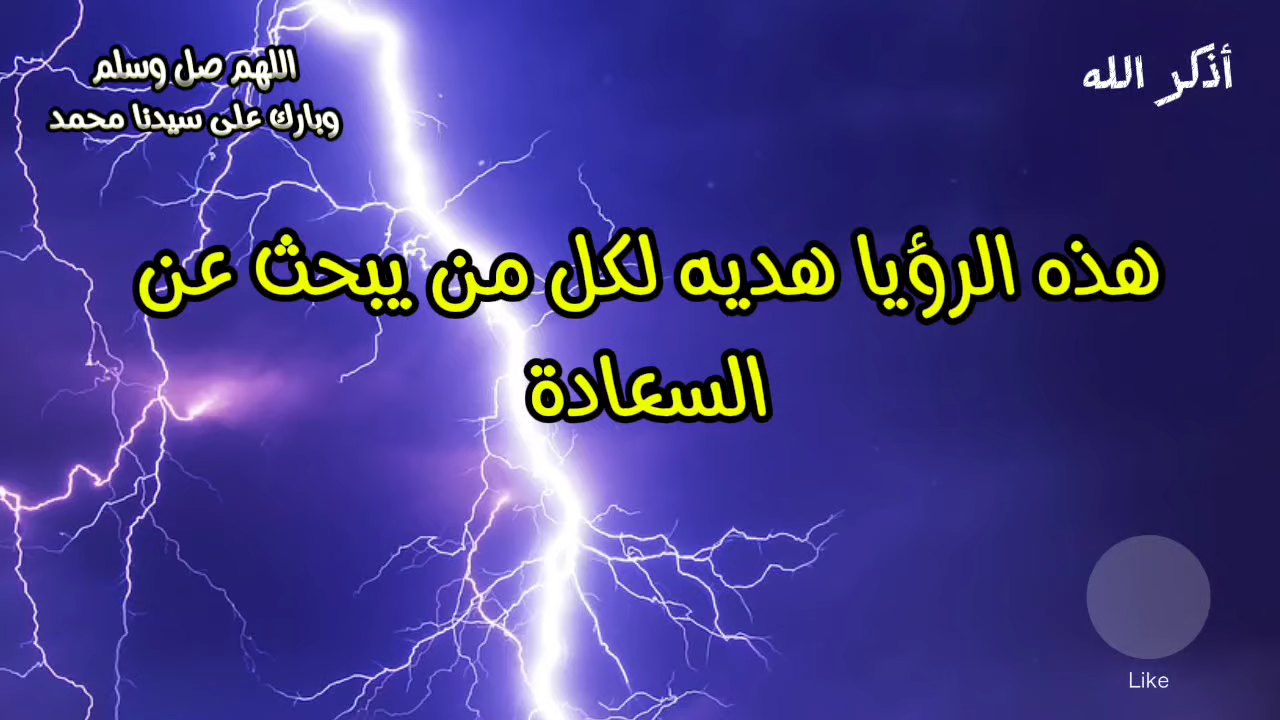 أذكر الله
اللهم صل وسلم
وبارك على سيدنا محمد
هذه الرؤيا هديه لكل من يبحث عن
السعادة
Like